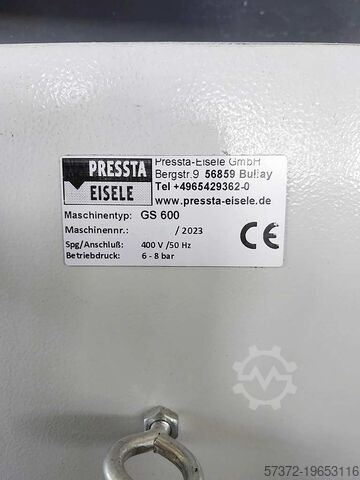 PRESSTA
EISELE
Pressta-Eisele GmbH
Bergstr.9 56859 Bullay
Tel +4965429362-0
www.pressta-eisele.de
Maschinentyp: GS 600
Maschinennr.: / 2023
Spg/Anschluß: 400 V /50 Hz
Betriebdruck: 6 - 8 bar
CE
57372-19653116